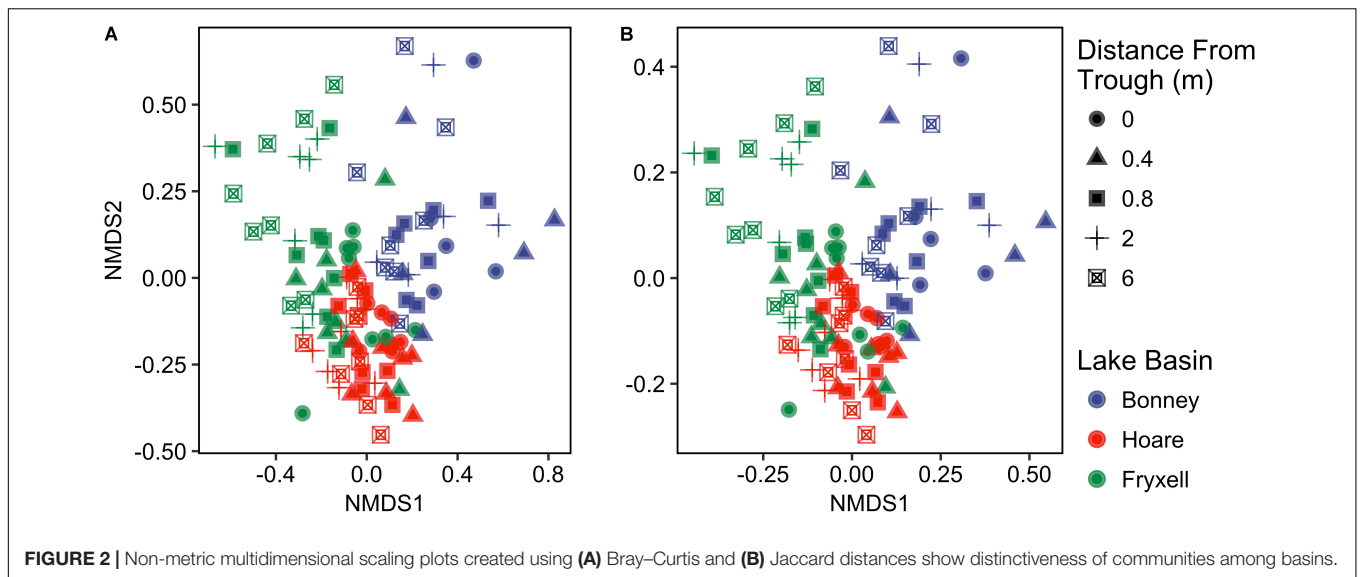 A
B
0.50
0.25
0.00
-0.25
-0.50
NMDS2
-0.4
0.0
0.4
0.8
NMDS1
0.4
0.2
0.0
-0.2
-0.25
0.00
0.25
0.50
NMDS1
Distance From
Trough (m)
0
0.4
0.8
2
6
Lake Basin
Bonney
Hoare
Fryxell
FIGURE 2 | Non-metric multidimensional scaling plots created using (A) Bray–Curtis and (B) Jaccard distances show distinctiveness of communities among basins.